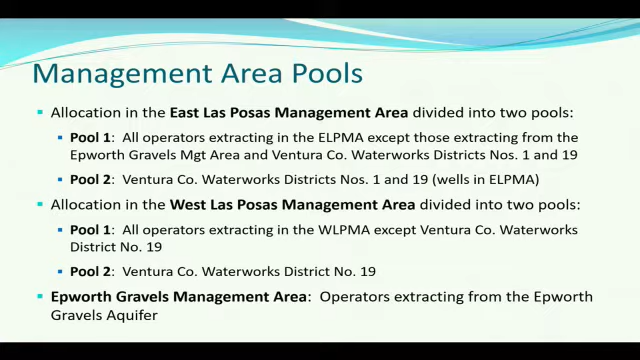 Management Area Pools
Allocation in the East Las Posas Management Area divided into two pools:
Pool 1: All operators extracting in the ELPMA except those extracting from the
Epworth Gravels Mgt Area and Ventura Co. Waterworks Districts Nos. 1 and 19
Pool 2: Ventura Co. Waterworks Districts Nos. 1 and 19 (wells in ELPMA)
Allocation in the West Las Posas Management Area divided into two pools:
Pool 1: All operators extracting in the WLPMA except Ventura Co. Waterworks
District No. 19
Pool 2: Ventura Co. Waterworks District No. 19
Epworth Gravels Management Area: Operators extracting from the Epworth
Gravels Aquifer